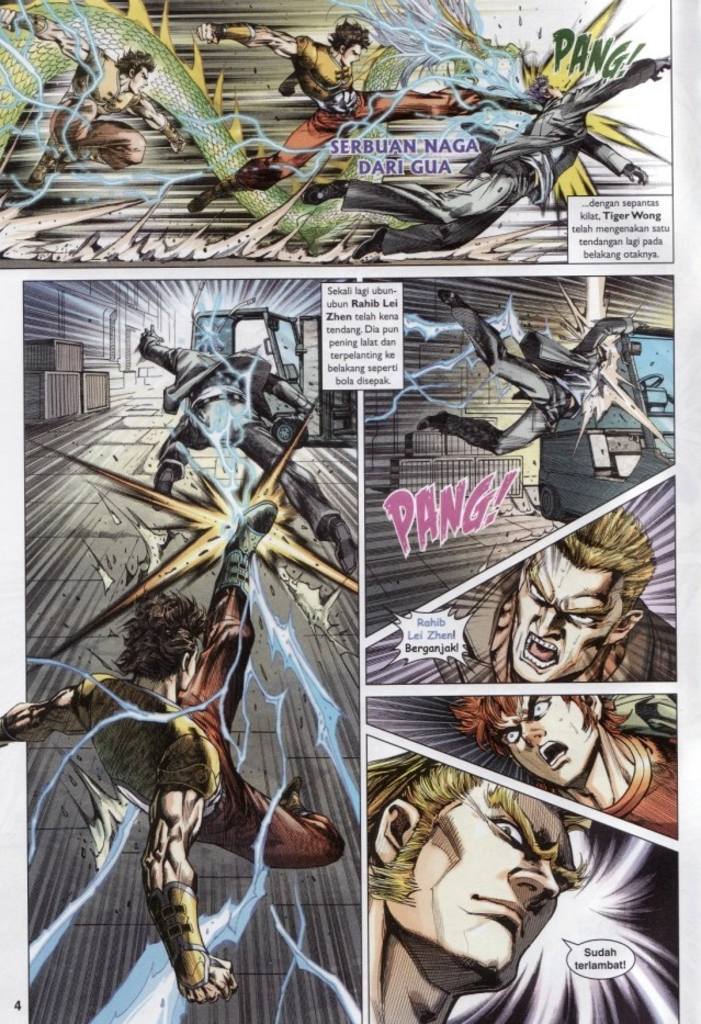 PANG!
SERBUAN NAGA
DARI GUA
...dengan sepantas
kilat, Tiger Wong
telah mengenakan satu
tendangan lagi pada
belakang otaknya.
Sekali lagi ubun-
ubun Rahib Lei
Zhen telah kena
tendang. Dia pun
pening lalat dan
terpelanting ke
belakang seperti
bola disepak.
PANG!
Rahib
Lei Zhen!
Berganjak!
Sudah
terlambat!
4